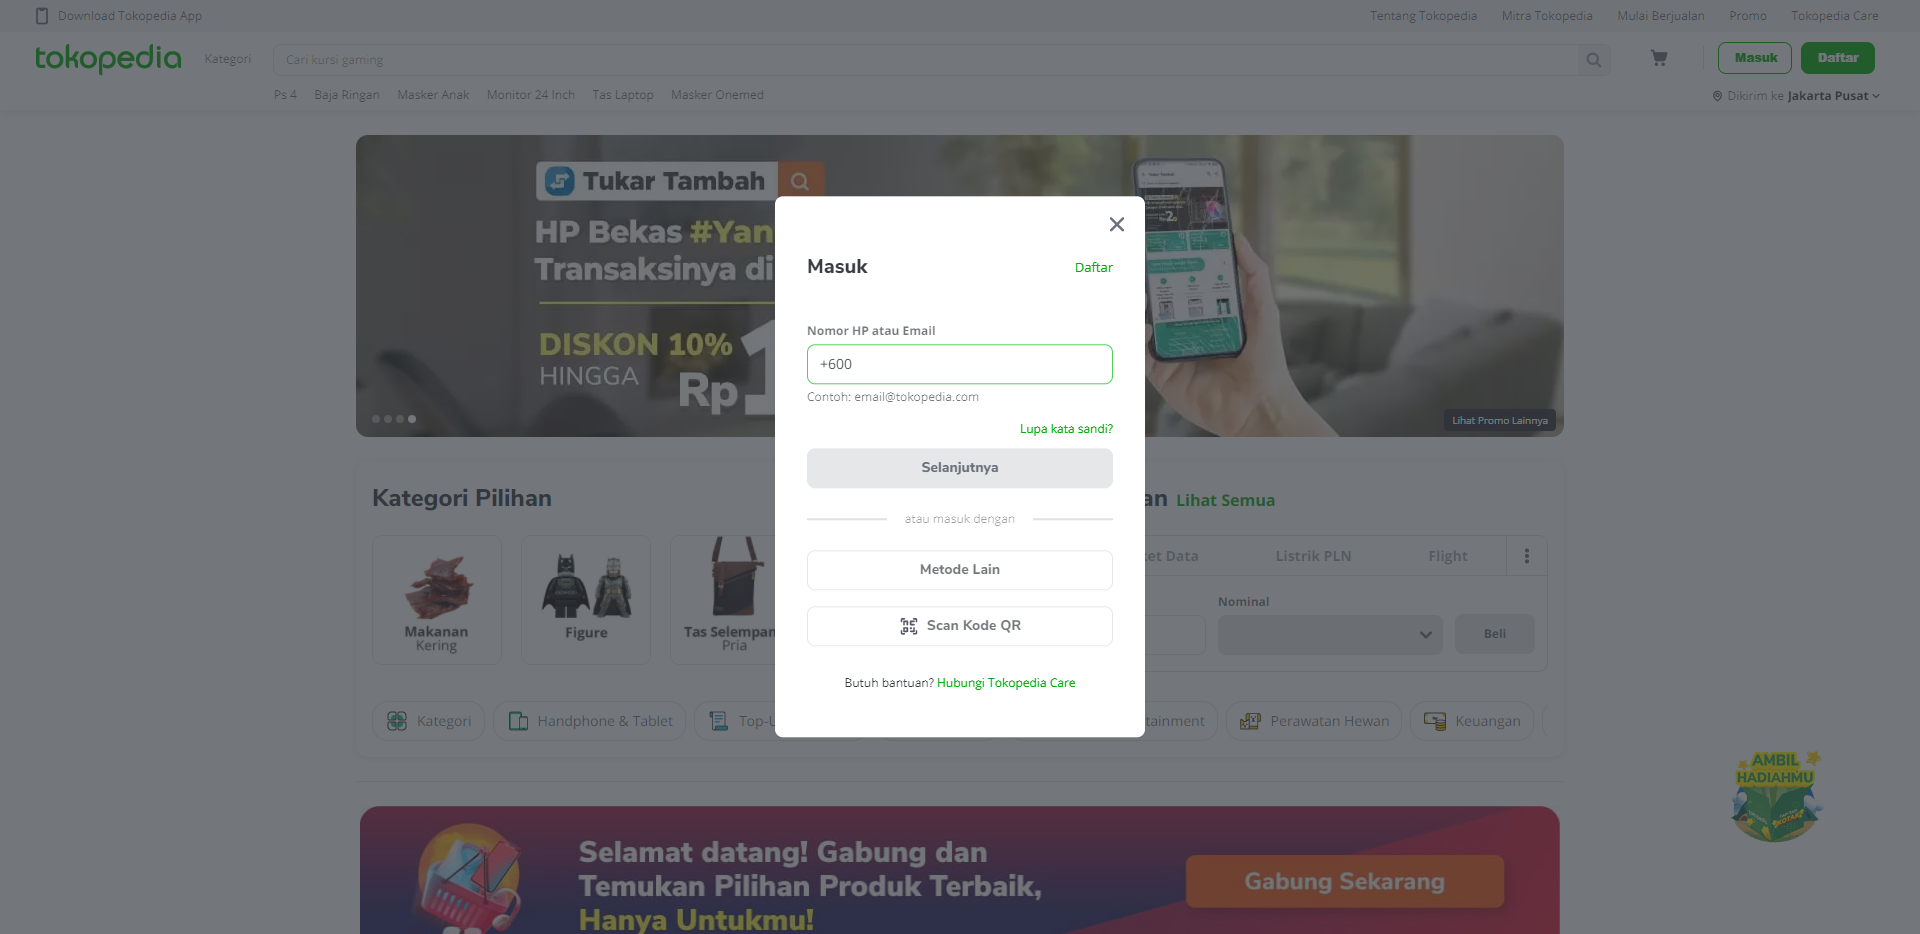 Download Tokopedia App
Tentang Tokopedia
Mitra Tokopedia
Mulai Berjualan
Promo
Tokopedia Care
tokopedia
Kategori
Cari kursi gaming
Masuk
Daftar
Ps 4
Baja Ringan
Masker Anak
Monitor 24 Inch
Tas Laptop
Masker Onemed
Dikirim ke Jakarta Pusat
Tukar Tambah
HP Bekas #Yan
Transaksinya di
DISKON 10%
HINGGA
Rp1
Lihat Promo Lainnya
Masuk
Daftar
Nomor HP atau Email
+600
Contoh: email@tokopedia.com
Lupa kata sandi?
Selanjutnya
atau masuk dengan
Metode Lain
Scan Kode QR
Butuh bantuan? Hubungi Tokopedia Care
Kategori Pilihan
an
Lihat Semua
Makanan
Kering
Figure
Tas Selempan
Pria
et Data
Listrik PLN
Flight
Nominal
Beli
Kategori
Handphone & Tablet
Top-U
tainment
Perawatan Hewan
Keuangan
AMBIL
HADIAHMU
Selamat datang! Gabung dan
Temukan Pilihan Produk Terbaik,
Hanya Untukmu!
Gabung Sekarang